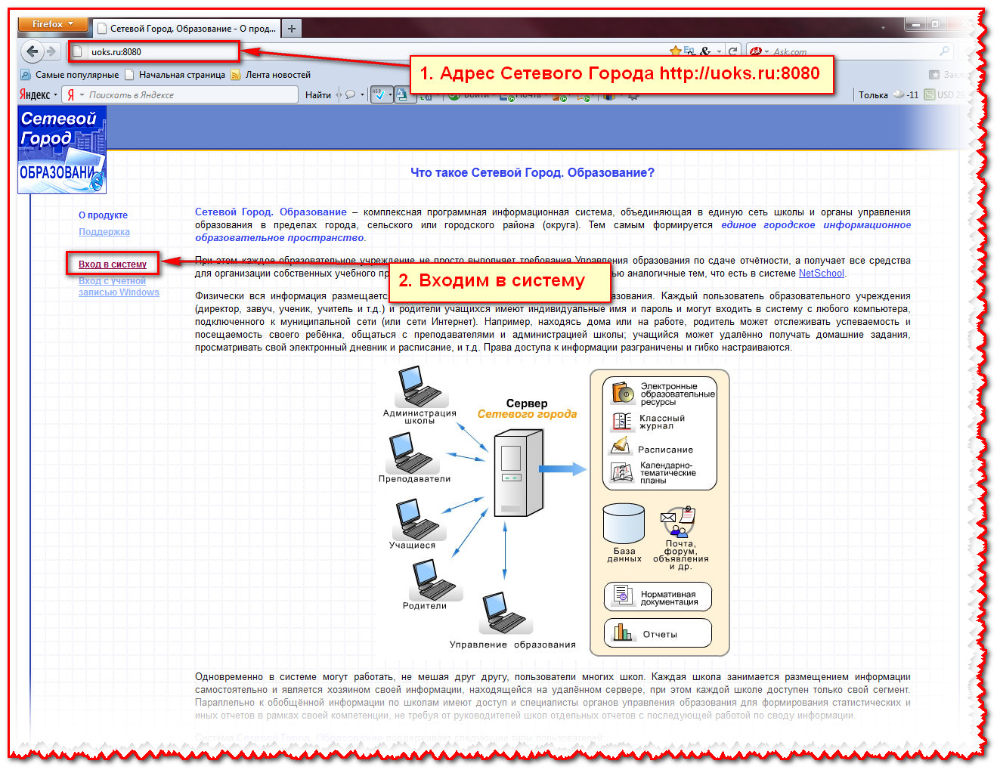 Firefox
Сетевой Город. Образование - О прод...
uoks.ru:8080
Ask.com
1. Адрес Сетевого Города http://uoks.ru:8080
Самые популярные
Начальная страница
Лента новостей
Яндекс
Я
Поискать в Яндексе
Найти
Толька
-11
USD 29
Сетевой
Город
ОБРАЗОВАНИ
Что такое Сетевой Город. Образование?
О продукте
Поддержка
Вход в систему
Вход с учетной
записью Windows
Сетевой Город. Образование – комплексная программная информационная система, объединяющая в единую сеть школы и органы управления
образования в пределах города, сельского или городского района (округа). Тем самым формируется единое городское информационное
образовательное пространство.
При этом каждое образовательное учреждение не просто выполняет требования Управления образования по сдаче отчётности, а получает все средства
для организации собственных учебного пр
ью аналогичные тем, что есть в системе NetSchool.
2. Входим в систему
Физически вся информация размещаетс
азования. Каждый пользователь образовательного учреждения
(директор, завуч, ученик, учитель и т.д.) и родители учащихся имеют индивидуальные имя и пароль и могут входить в систему с любого компьютера,
подключенного к муниципальной сети (или сети Интернет). Например, находясь дома или на работе, родитель может отслеживать успеваемость и
посещаемость своего ребёнка, общаться с преподавателями и администрацией школы; учащийся может удалённо получать домашние задания,
просматривать свой электронный дневник и расписание, и т.д. Права доступа к информации разграничены и гибко настраиваются.
Администрация
школы
Преподаватели
Учащиеся
Родители
Управление образования
Сервер
Сетевого города
Электронные
образовательные
ресурсы
Классный
журнал
Расписание
Календарно-
тематические
планы
База
данных
Почта,
форум,
объявления
и др.
Нормативная
документация
Отчеты
Одновременно в системе могут работать, не мешая друг другу, пользователи многих школ. Каждая школа занимается размещением информации
самостоятельно и является хозяином своей информации, находящейся на удалённом сервере, при этом каждой школе доступен только свой сегмент.
Параллельно к обобщённой информации по школам имеют доступ и специалисты органов управления образования для формирования статистических и
иных отчетов в рамках своей компетенции, не требуя от руководителей школ отдельных отчетов с последующей работой по своду информации.
Система Сетевой Город. Образование поддерживает следующие типы пользователей